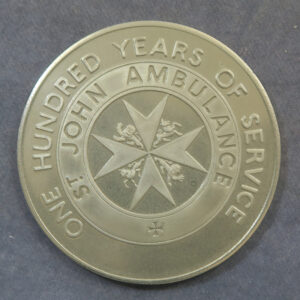 ONE HUNDRED YEARS OF SERVICE
St JOHN AMBULANCE